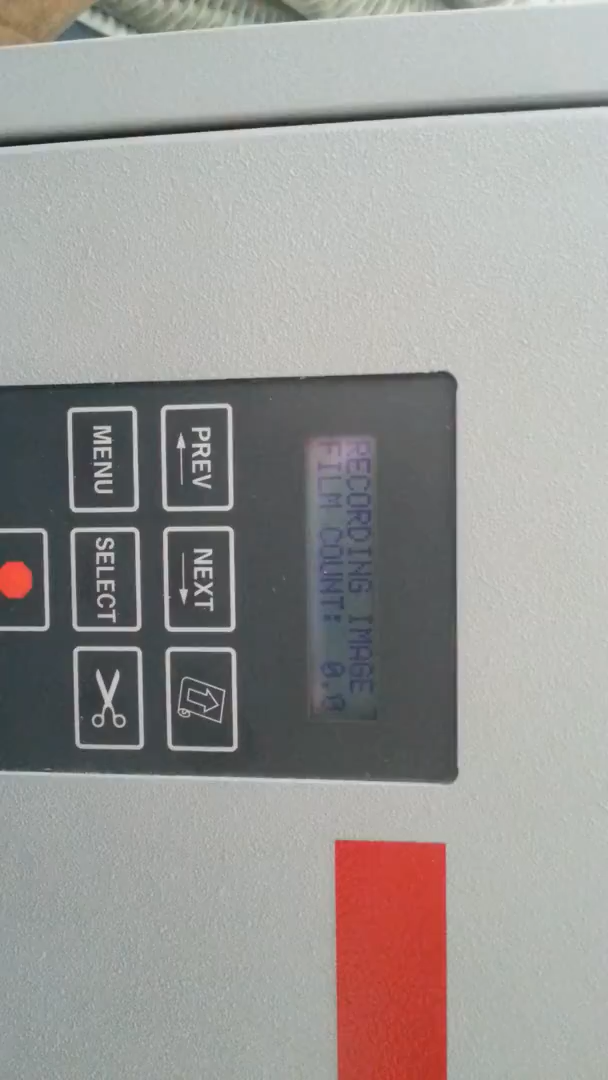 RECORDING IMAGE
FILM COUNT: 0.0
PREV
NEXT
MENU
SELECT